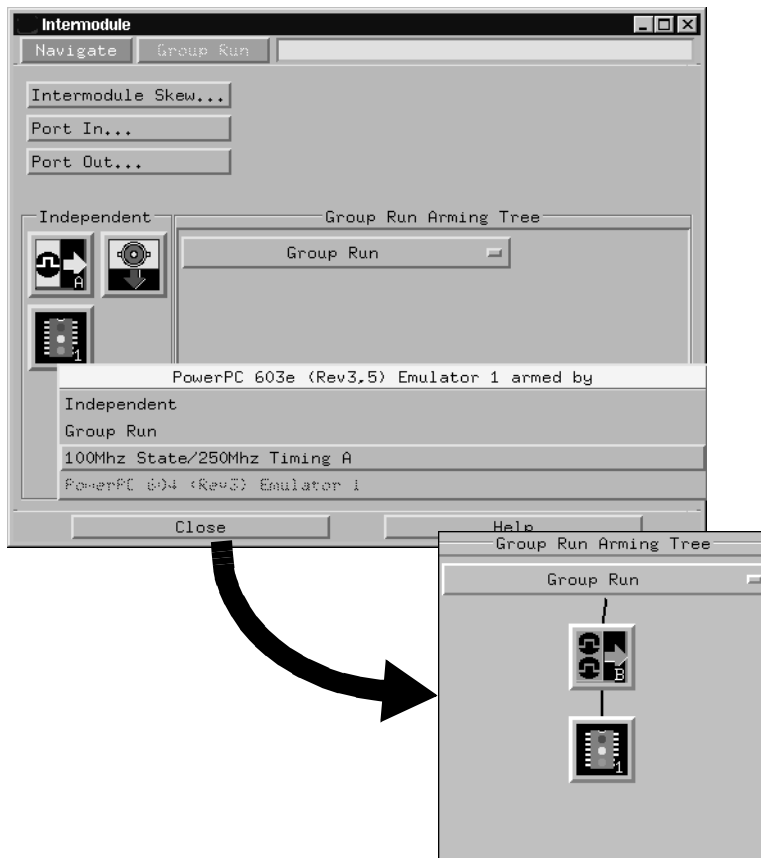 Intermodule
Navigate Group Run
Intermodule Skew...
Port In...
Port Out...
Independent Group Run Arming Tree
Group Run
A
1
PowerPC 603e (Rev3,5) Emulator 1 armed by
Independent
Group Run
100Mhz State/250Mhz Timing A
PowerPC 604 (Rev3) Emulator 1
Close Help
Group Run Arming Tree
Group Run
B
1